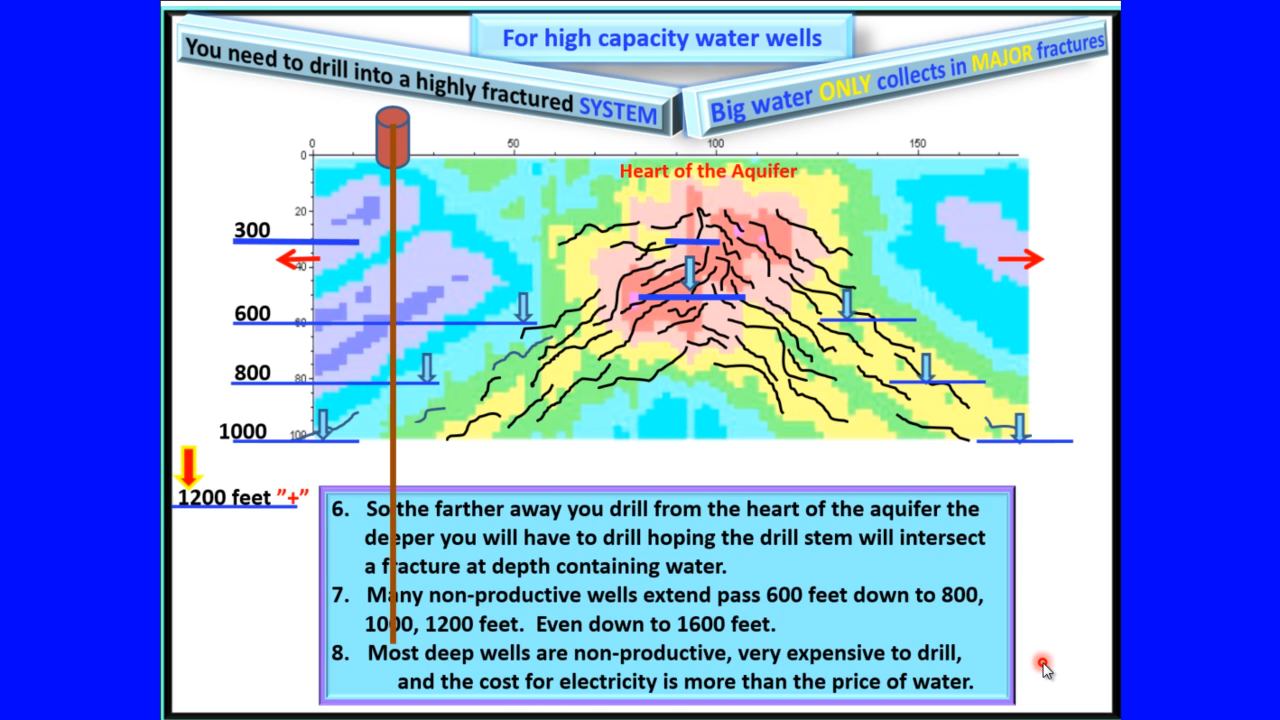 For high capacity water wells
You need to drill into a highly fractured SYSTEM
Big water ONLY collects in MAJOR fractures
0 50 100 150
Heart of the Aquifer
0
20
300
40
600
60
800
80
1000
100
1200 feet "+"
6. So the farther away you drill from the heart of the aquifer the
deeper you will have to drill hoping the drill stem will intersect
a fracture at depth containing water.
7. Many non-productive wells extend pass 600 feet down to 800,
1000, 1200 feet. Even down to 1600 feet.
8. Most deep wells are non-productive, very expensive to drill,
and the cost for electricity is more than the price of water.